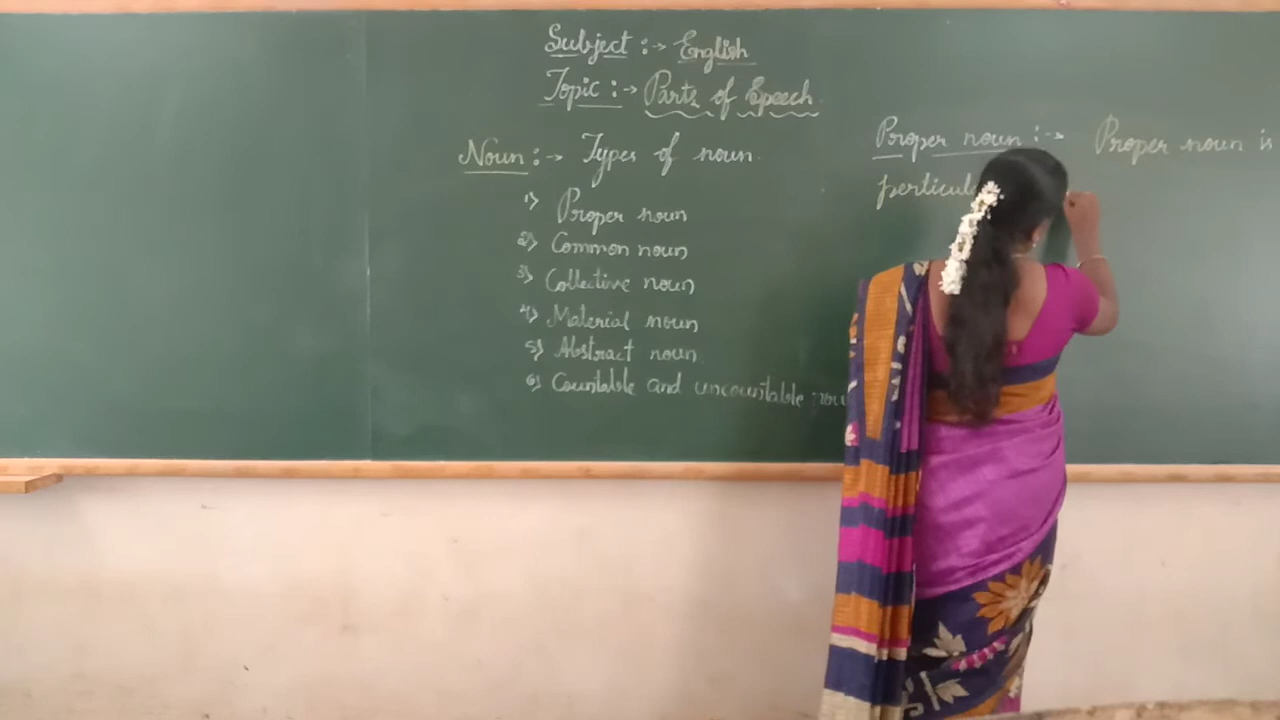 Subject :→ English
Topic :→ Parts of Speech
Noun :→ Types of noun.
1) Proper noun
2) Common noun
3) Collective noun
4) Material noun
5) Abstract noun.
6) Countable and uncountable
Proper noun :→ Proper noun is